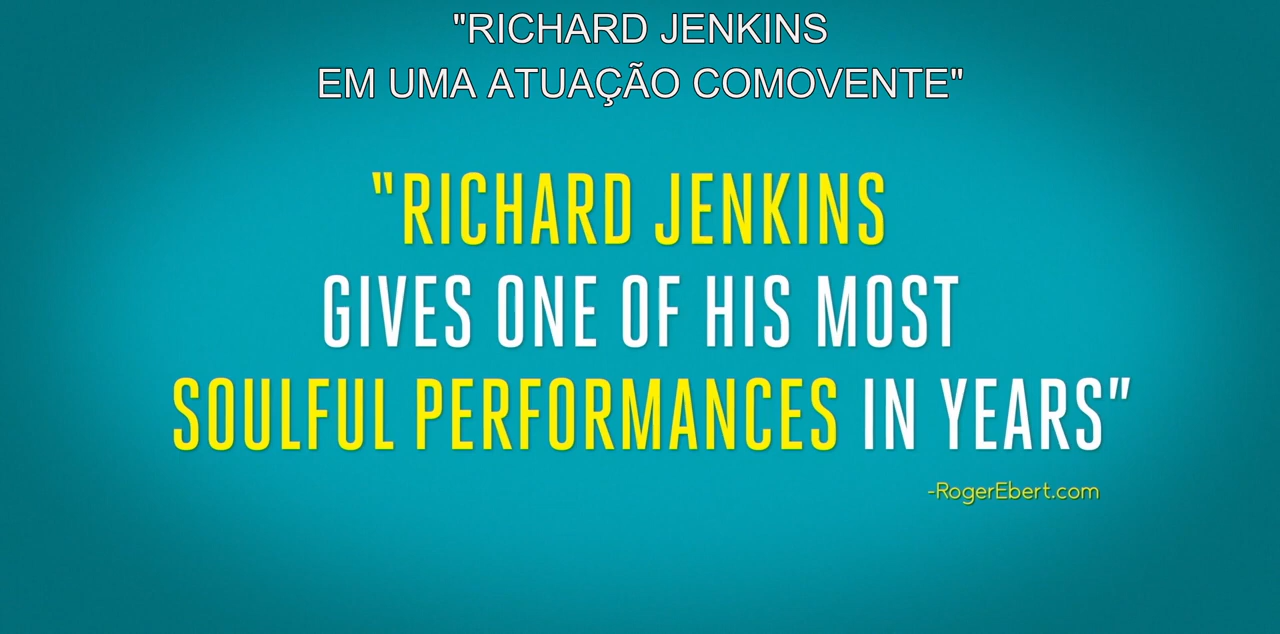 "RICHARD JENKINS
EM UMA ATUAÇÃO COMOVENTE"
"RICHARD JENKINS
GIVES ONE OF HIS MOST
SOULFUL PERFORMANCES IN YEARS"
-RogerEbert.com